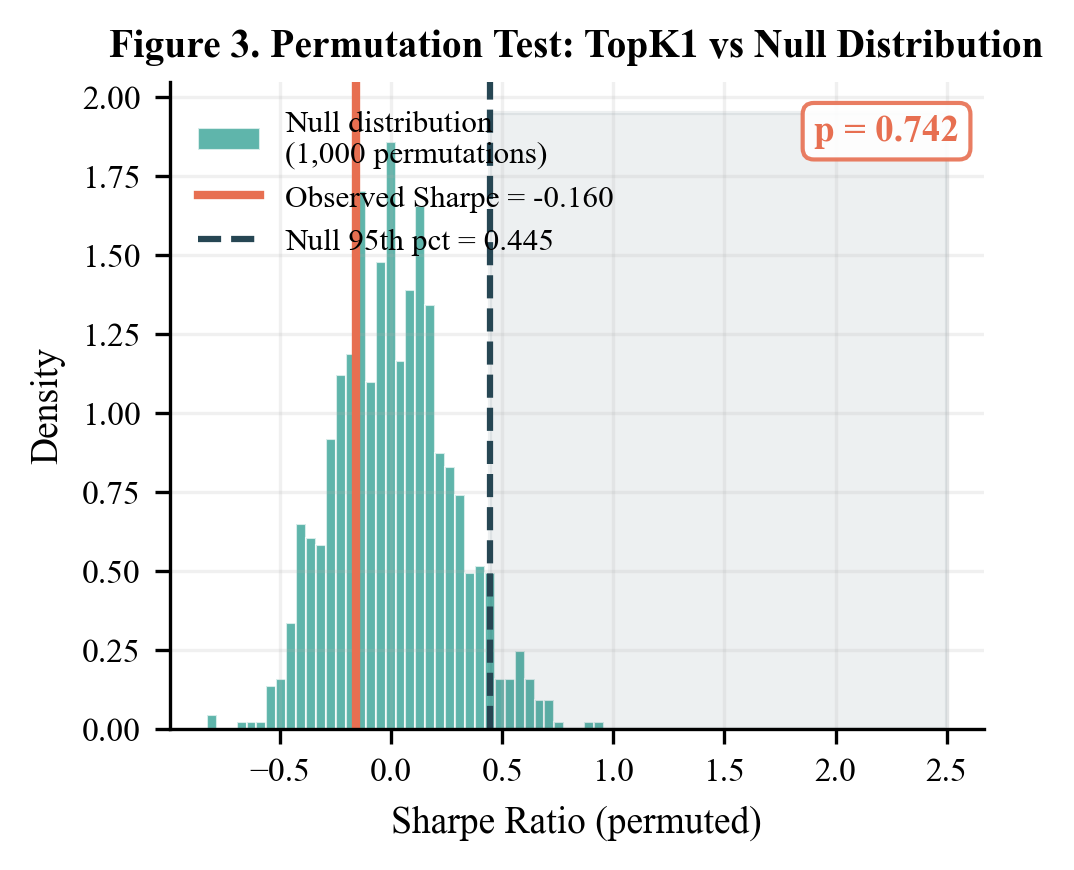 Figure 3. Permutation Test: TopK1 vs Null Distribution
Null distribution
(1,000 permutations)
Observed Sharpe = -0.160
Null 95th pct = 0.445
p = 0.742
Density
2.00
1.75
1.50
1.25
1.00
0.75
0.50
0.25
0.00
−0.5
0.0
0.5
1.0
1.5
2.0
2.5
Sharpe Ratio (permuted)